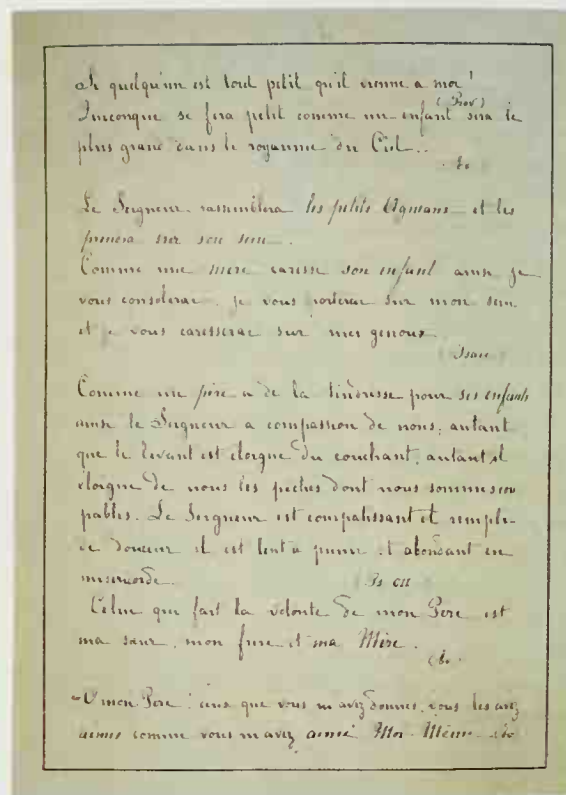 Si quelqu'un est tout petit qu'il vienne à moi!
(Prov)
Quiconque se fera petit comme un enfant sera le
plus grand dans le royaume du Ciel..
Ev
Le Seigneur rassemblera les petits Agneaux et les
prendra sur son sein.
Comme une mère caresse son enfant ainsi je
vous consolerai, je vous porterai sur mon sein
et je vous caresserai sur mes genoux
(Isaïe)
Comme un père a de la tendresse pour ses enfants
ainsi le Seigneur a compassion de nous; autant
que le levant est éloigné du couchant, autant il
éloigne de nous les péchés dont nous sommes cou
pables. Le Seigneur est compatissant et rempli
de douceur il est lent à punir et abondant en
miséricorde. (Ps CII
Celui qui fait la volonté de mon Père est
ma sœur, mon frère et ma Mère.
(Ev.
O mon Père! ceux que vous m'avez donnés, vous les avez
aimés comme vous m'avez aimé Moi-Même Ev